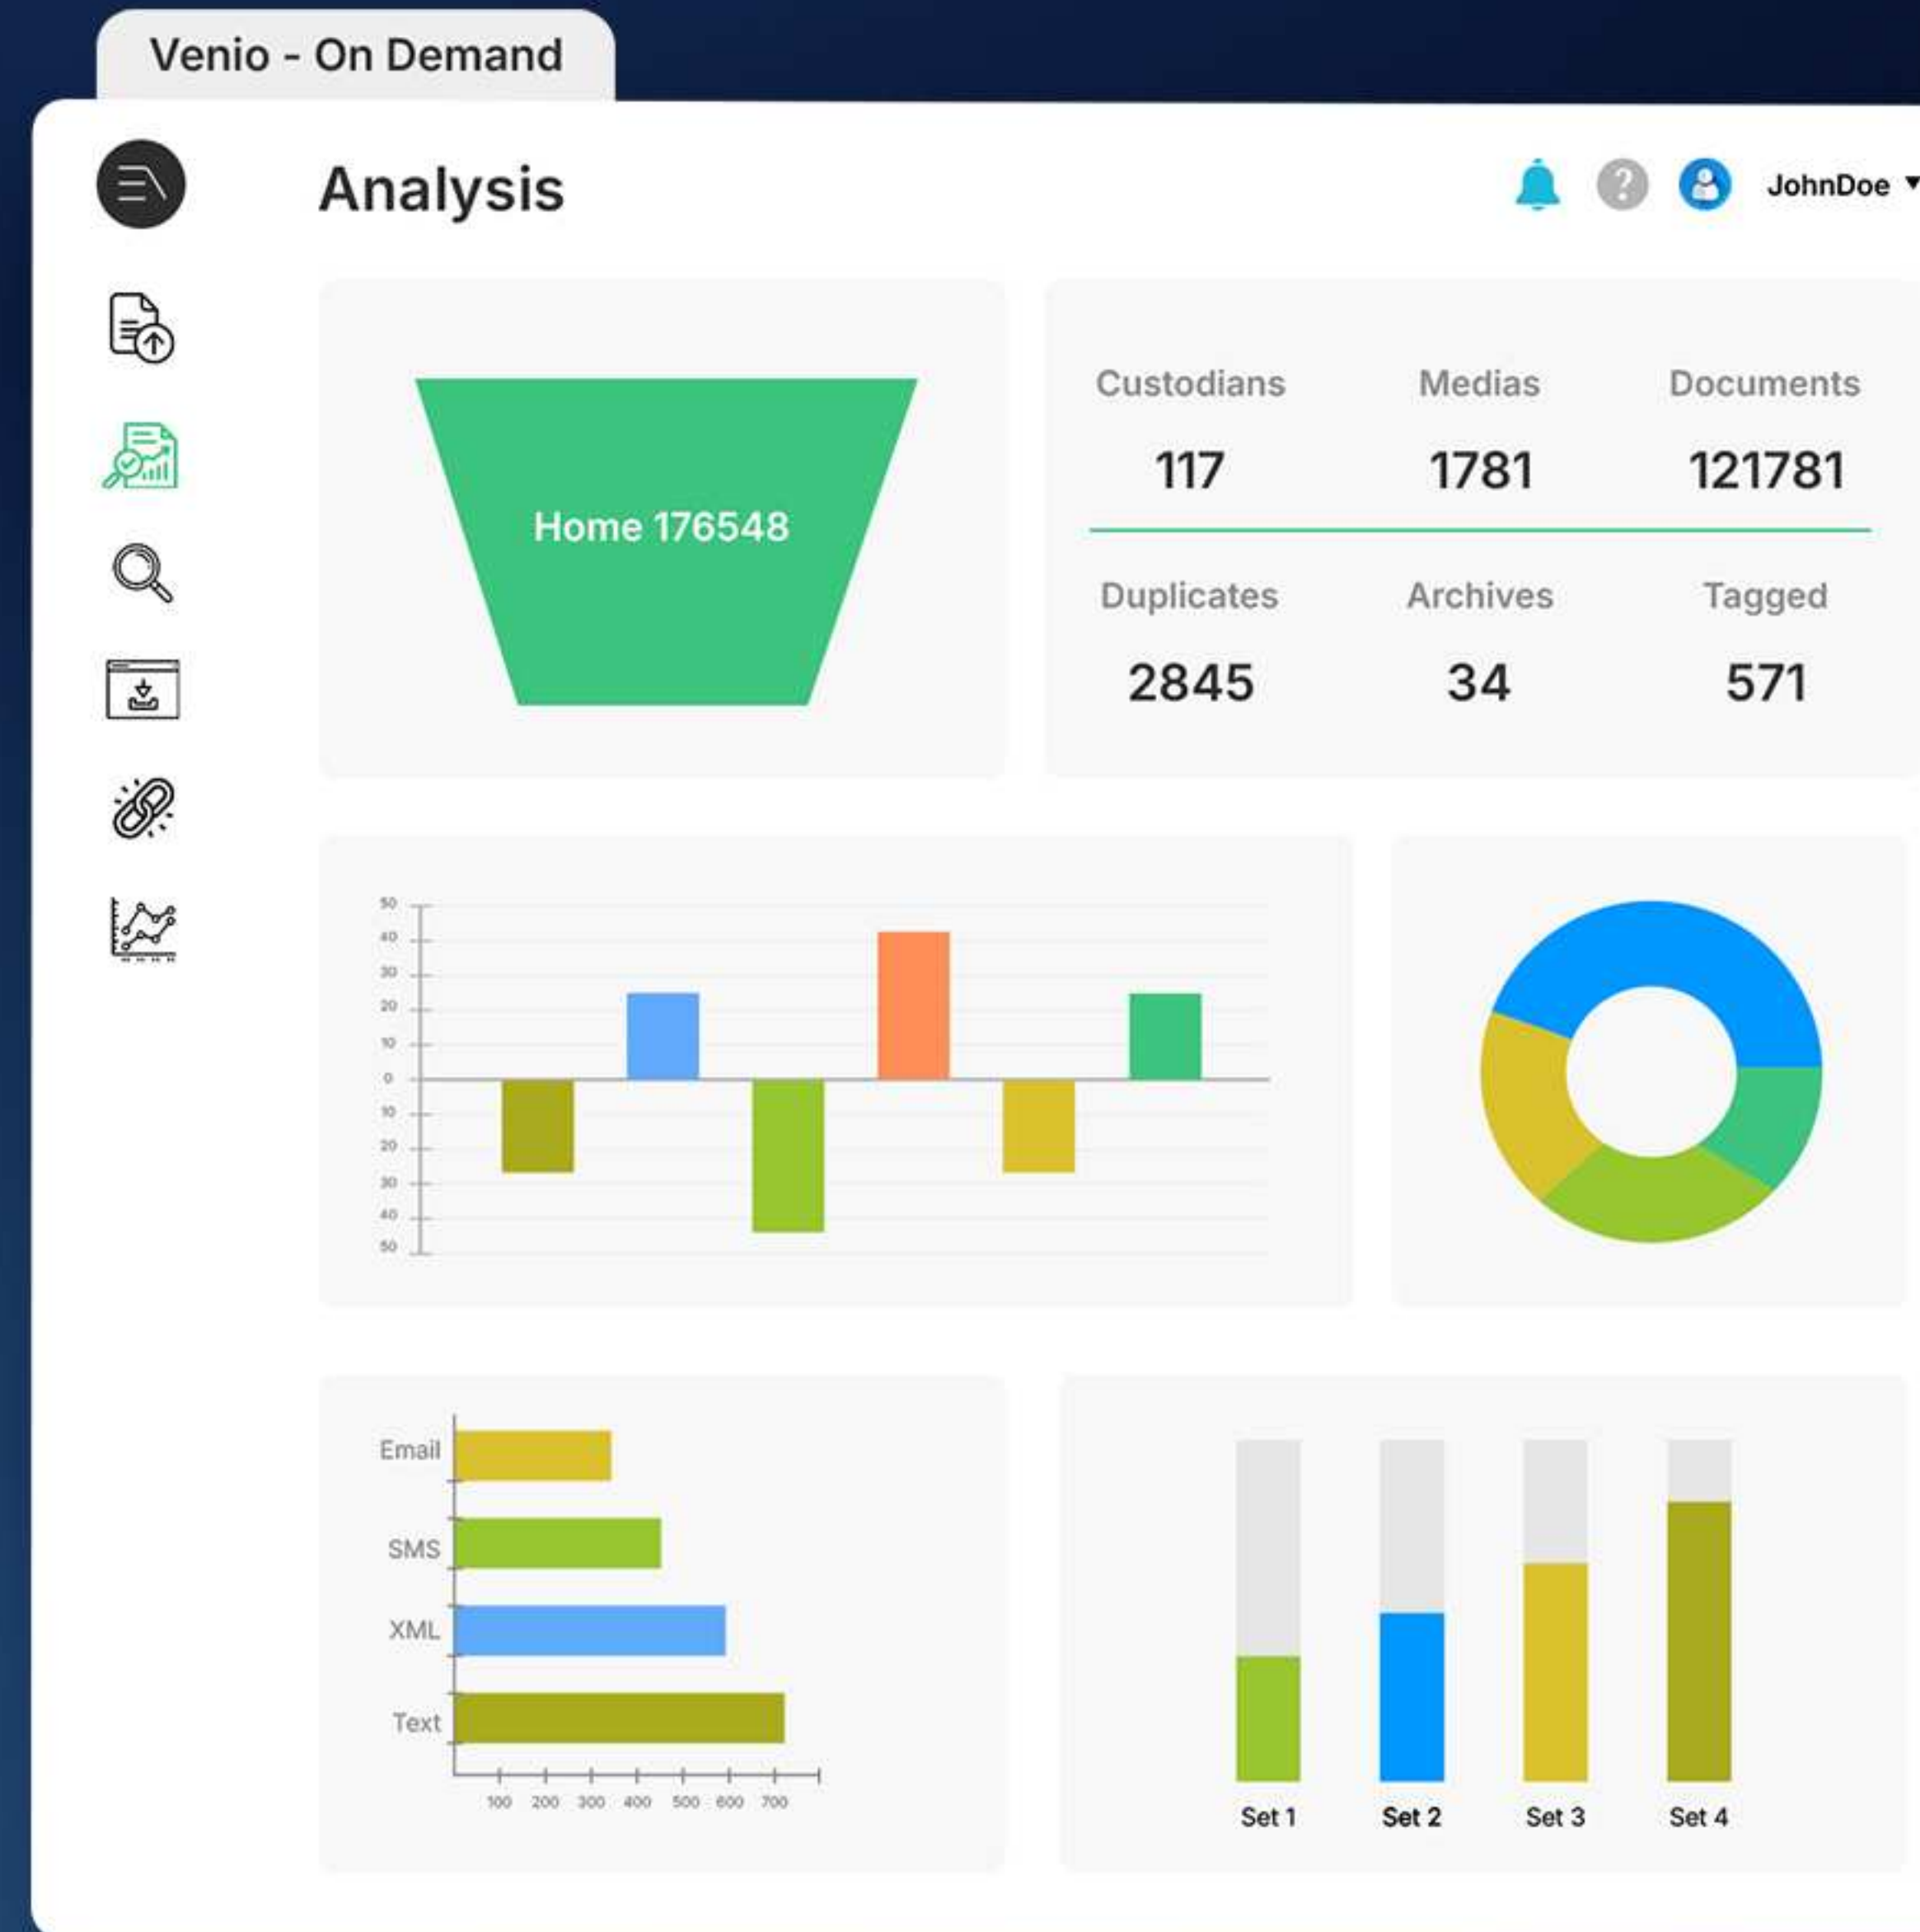 Venio - On Demand
Analysis
JohnDoe
Home 176548
Custodians Medias Documents
117 1781 121781
Duplicates Archives Tagged
2845 34 571
50
40
30
20
10
0
10
20
30
40
50
Email
SMS
XML
Text
100 200 300 400 500 600 700
Set 1 Set 2 Set 3 Set 4